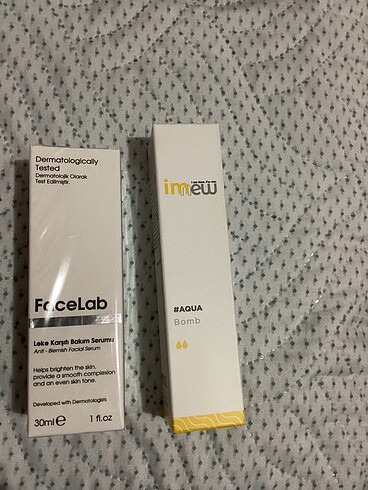 Dermatologically
Tested
Dermatolojik Olarak
Test Edilmiştir.
FaceLab
Leke Karşıtı Bakım Serumu
Anti - Blemish Facial Serum
Helps brighten the skin,
provide a smooth complexion
and an even skin tone.
Developed with Dermatologists
30ml e 1 fl.oz
imnew
#AQUA
Bomb